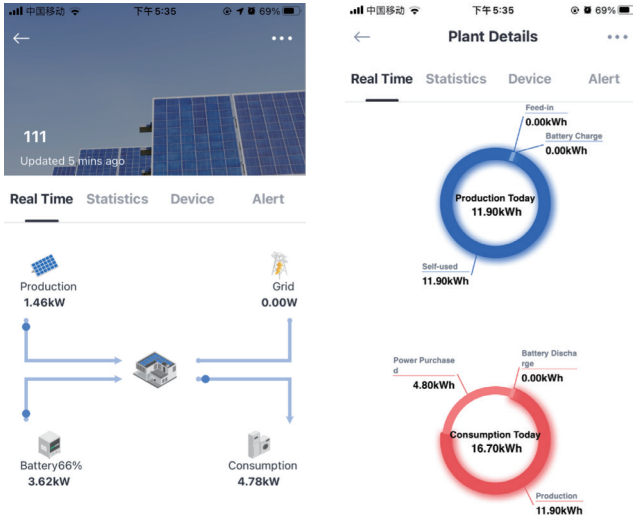 中国移动
下午5:35
69%
111
Updated 5 mins ago
Real Time Statistics Device Alert
Production
1.46kW
Grid
0.00W
Battery66%
3.62kW
Consumption
4.78kW
中国移动
下午5:35
69%
Plant Details
Real Time Statistics Device Alert
Feed-in
0.00kWh
Battery Charge
0.00kWh
Production Today
11.90kWh
Self-used
11.90kWh
Power Purchase
d
4.80kWh
Battery Discha
rge
0.00kWh
Consumption Today
16.70kWh
Production
11.90kWh